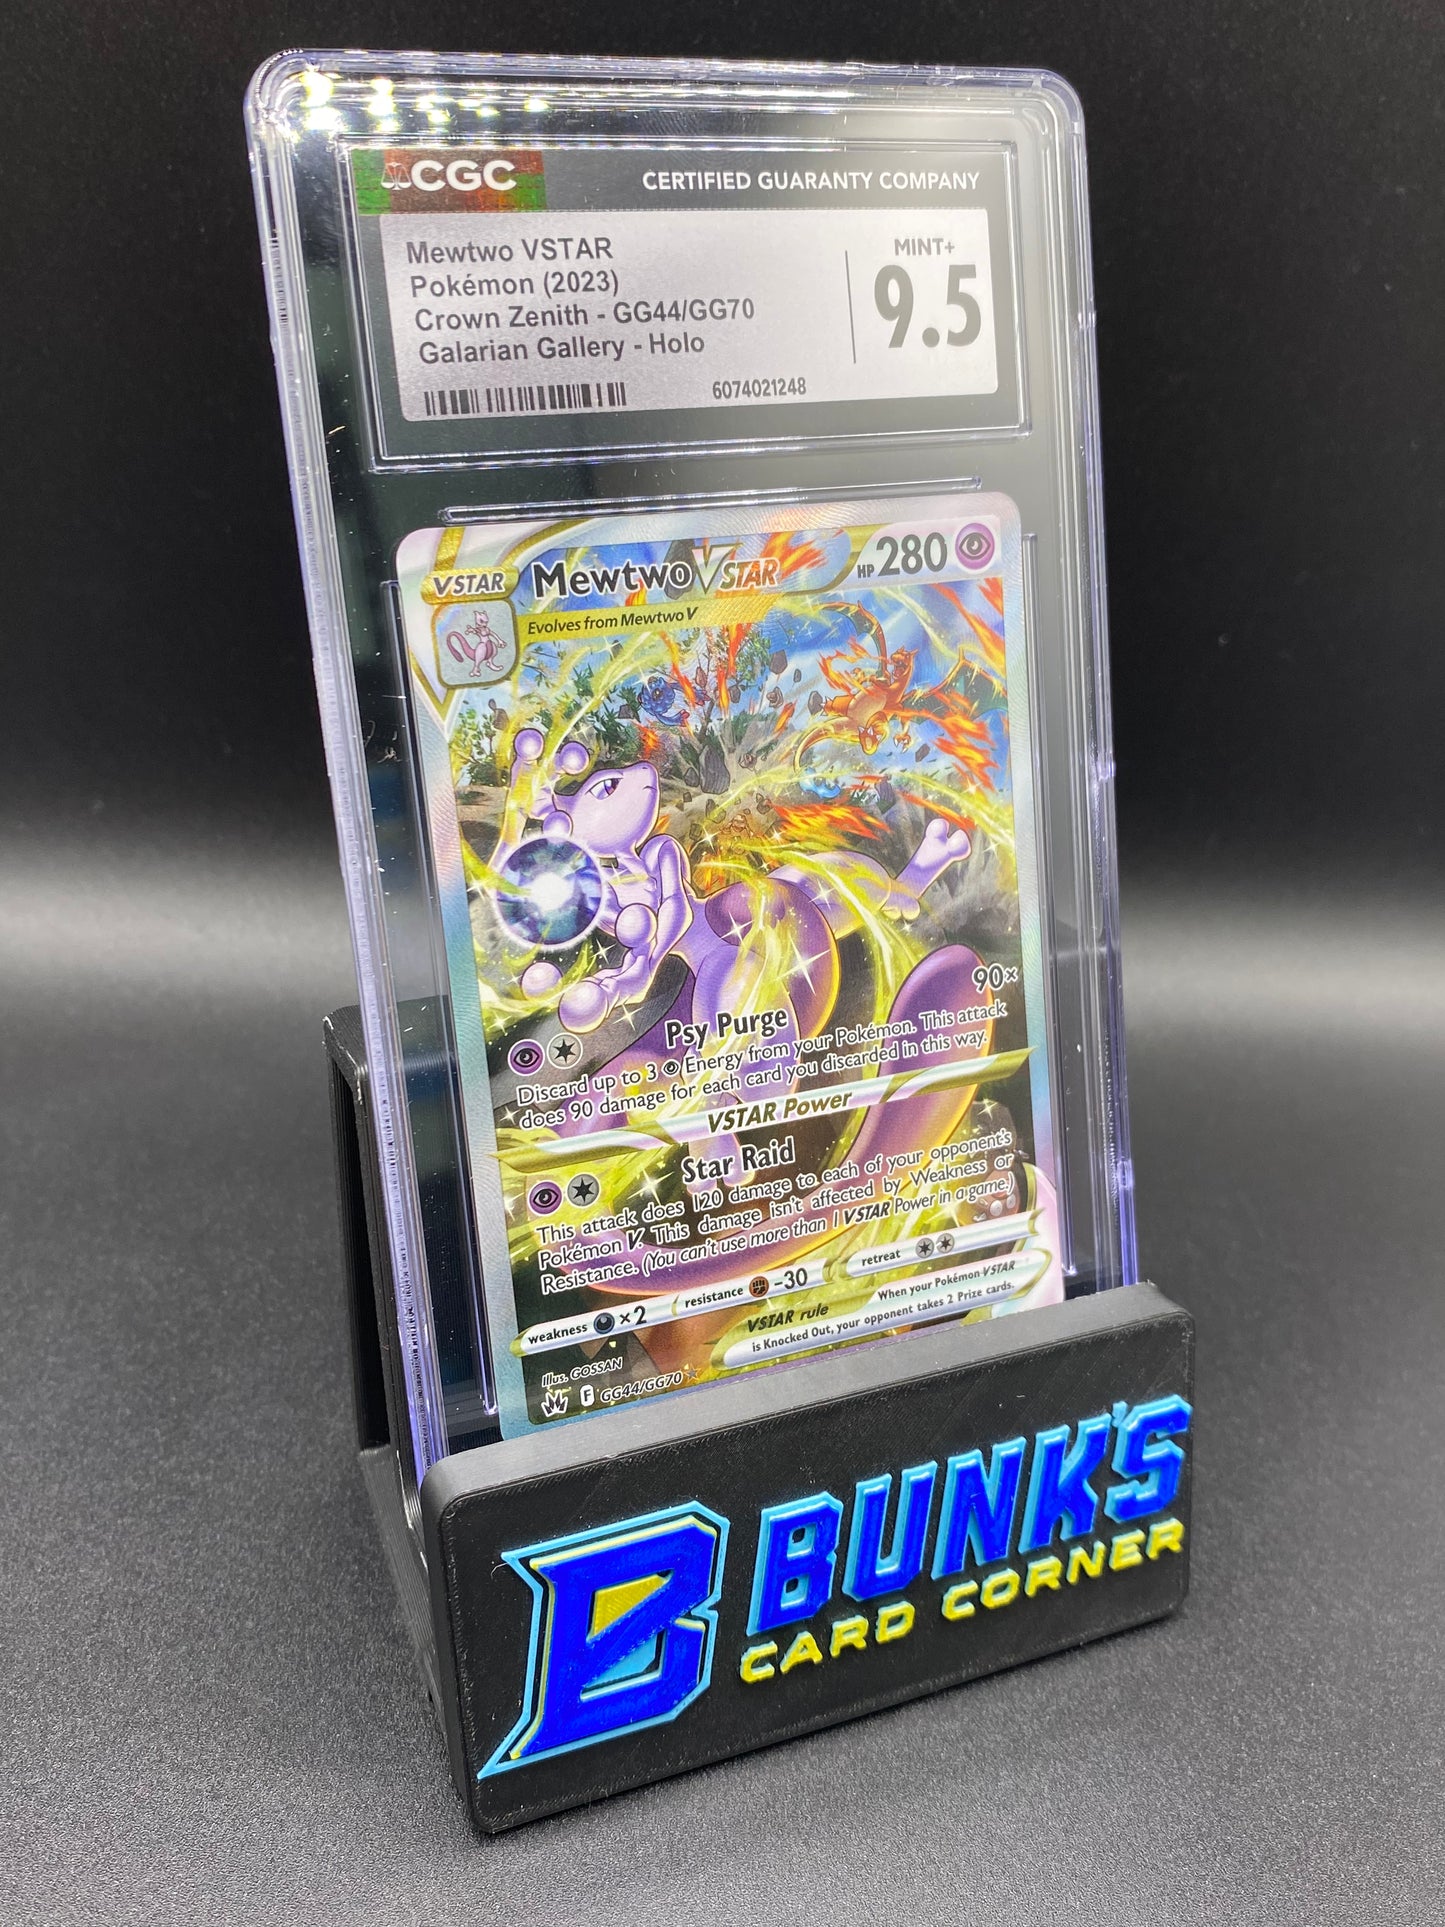 CGC
CERTIFIED GUARANTY COMPANY
Mewtwo VSTAR
Pokémon (2023)
Crown Zenith - GG44/GG70
Galarian Gallery - Holo
MINT+
9.5
6074021248
VSTAR
Mewtwo VSTAR
HP 280
Evolves from Mewtwo V
Psy Purge
90×
Discard up to 3 Energy from your Pokémon. This attack
does 90 damage for each card you discarded in this way.
VSTAR Power
Star Raid
This attack does 120 damage to each of your opponent's
Pokémon V. This damage isn't affected by Weakness or
Resistance. (You can't use more than 1 VSTAR Power in a game.)
weakness ×2
resistance -30
retreat
VSTAR rule
When your Pokémon VSTAR
is Knocked Out, your opponent takes 2 Prize cards.
Illus. GOSSAN
F GG44/GG70
B
BUNK'S
CARD CORNER